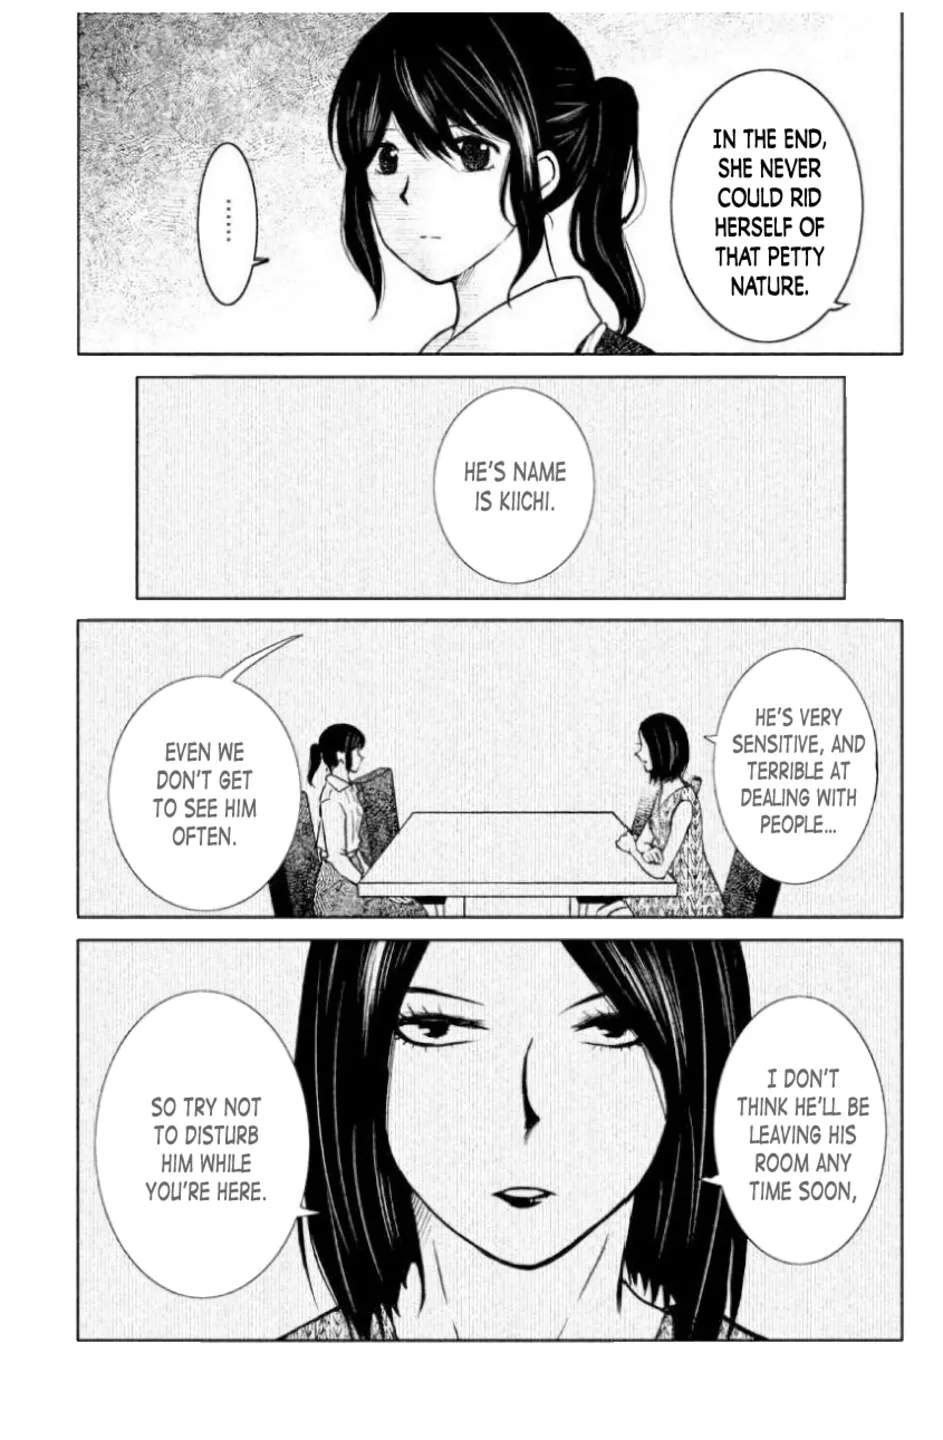 IN THE END,
SHE NEVER
COULD RID
HERSELF OF
THAT PETTY
NATURE.
......
HE'S NAME
IS KIICHI.
HE'S VERY
SENSITIVE, AND
TERRIBLE AT
DEALING WITH
PEOPLE...
EVEN WE
DON'T GET
TO SEE HIM
OFTEN.
I DON'T
THINK HE'LL BE
LEAVING HIS
ROOM ANY
TIME SOON,
SO TRY NOT
TO DISTURB
HIM WHILE
YOU'RE HERE.